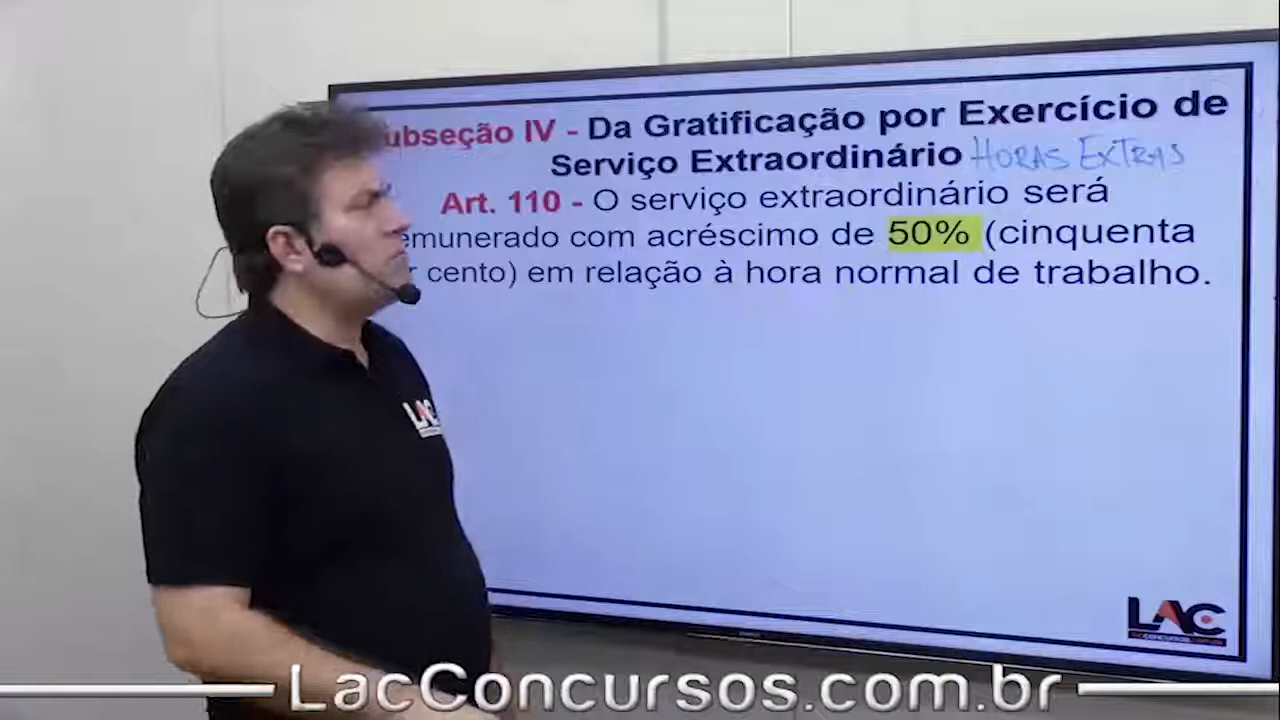 ubseção IV - Da Gratificação por Exercício de
Serviço Extraordinário HORAS EXTRAS
Art. 110 - O serviço extraordinário será
emunerado com acréscimo de 50% (cinquenta
r cento) em relação à hora normal de trabalho.
LAC
LAC
LacConcursos.com.br